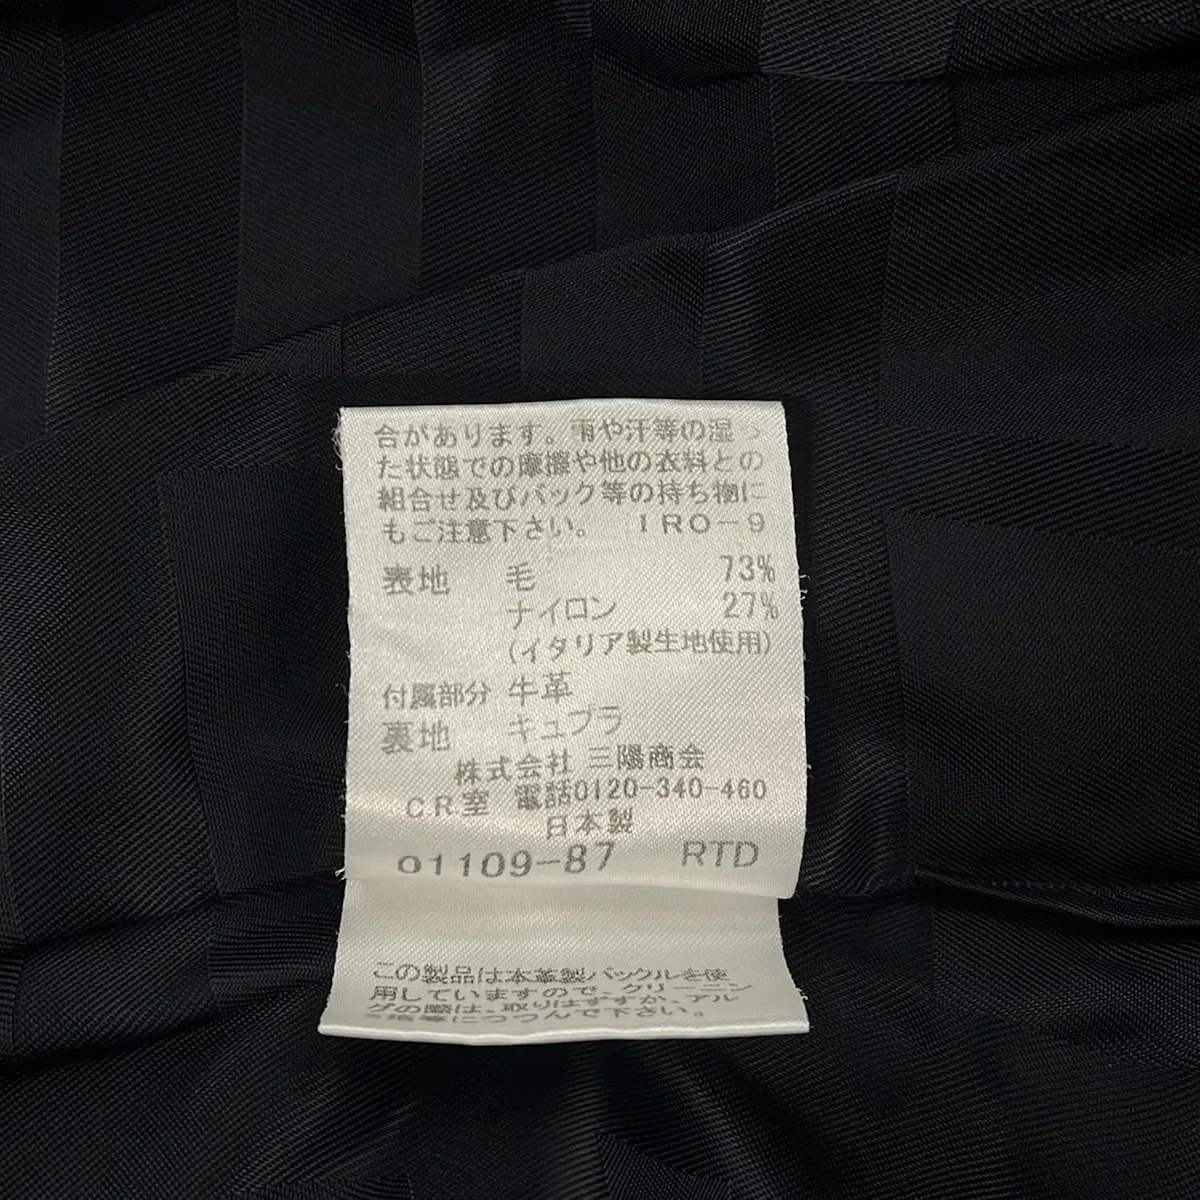 合があります。雨や汗等の湿っ
た状態での摩擦や他の衣料との
組合せ及びバック等の持ち物に
もご注意下さい。 IRO-9
表地 毛 73%
ナイロン 27%
(イタリア製生地使用)
付属部分 牛革
裏地 キュプラ
株式会社 三陽商会
CR室 電話0120-340-460
日本製
01109-87 RTD
この製品は本革製バックルを使
用していますので、クリーニン
グの際は、取りはずすか、アル
等につつんで下さい。